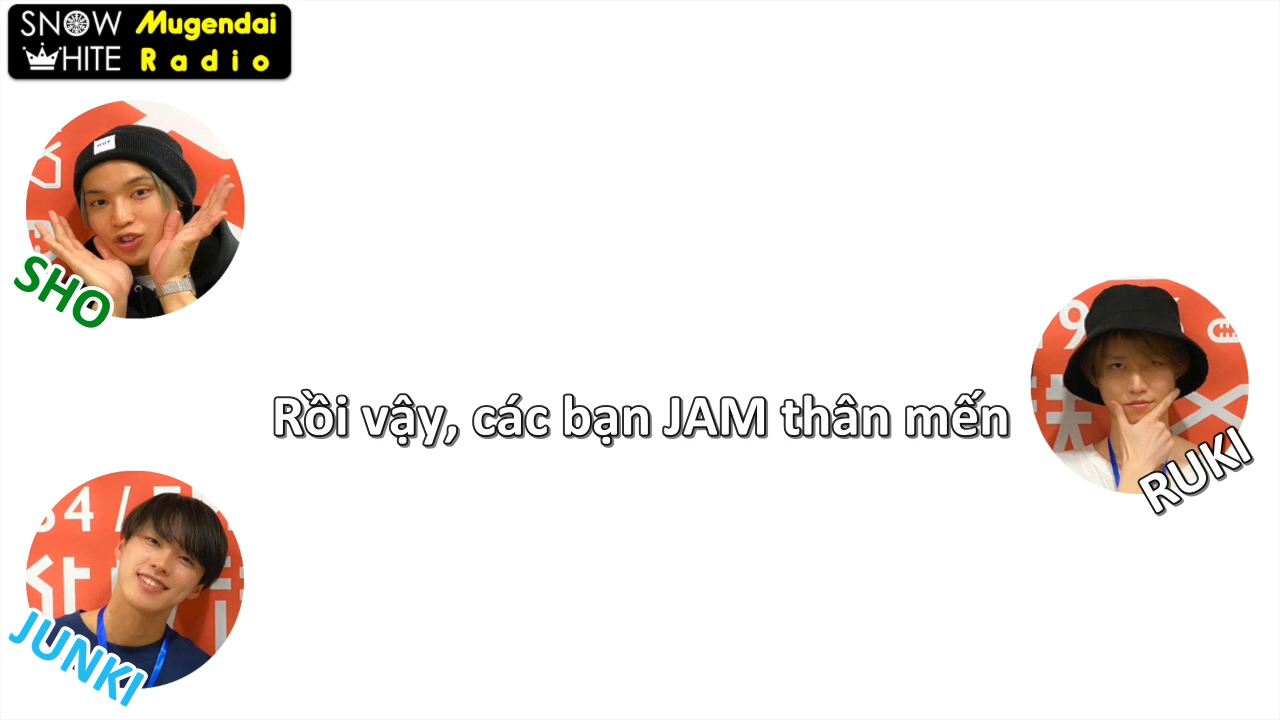 SNOW WHITE
Mugendai
Radio
SHO
Rồi vậy, các bạn JAM thân mến
RUKI
JUNKI